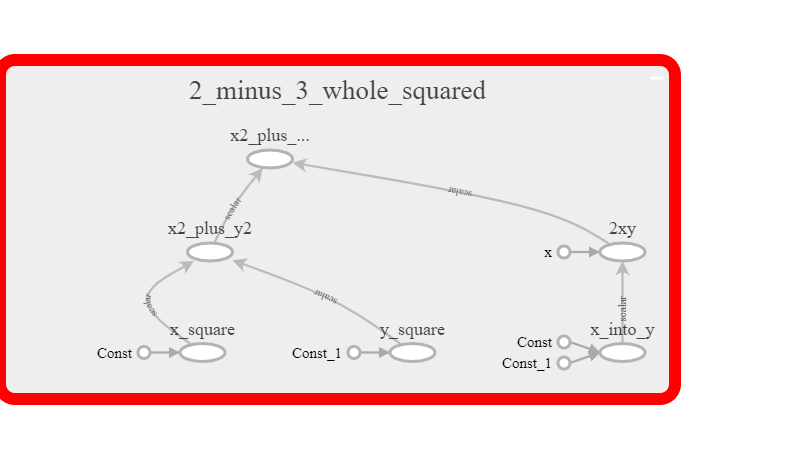 2_minus_3_whole_squared
x2_plus_...
scalar
scalar
x2_plus_y2
2xy
x
scalar
scalar
scalar
x_square
y_square
x_into_y
Const
Const_1
Const
Const_1